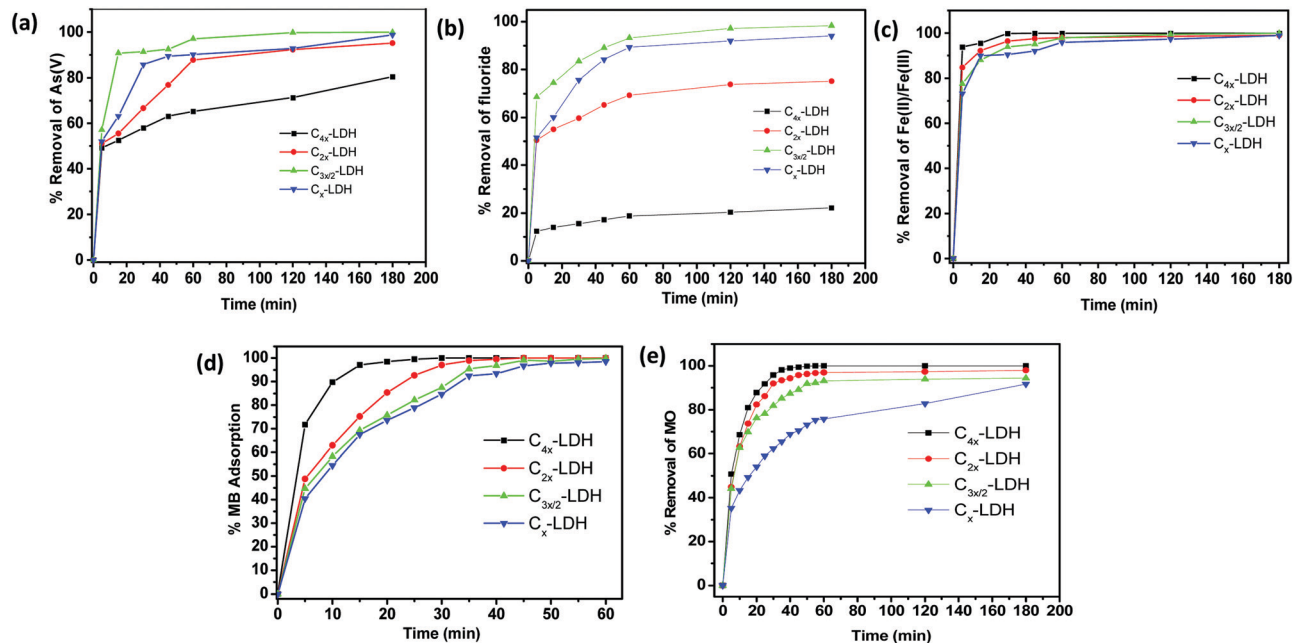 (a)
% Removal of As(V)
100
80
60
40
20
0
C4x-LDH
C2x-LDH
C3x/2-LDH
Cx-LDH
0 20 40 60 80 100 120 140 160 180 200
Time (min)
(b)
% Removal of fluoride
100
80
60
40
20
0
C4x-LDH
C2x-LDH
C3x/2-LDH
Cx-LDH
0 20 40 60 80 100 120 140 160 180 200
Time (min)
(c)
% Removal of Fe(II)/Fe(III)
100
80
60
40
20
0
C4x-LDH
C2x-LDH
C3x/2-LDH
Cx-LDH
0 20 40 60 80 100 120 140 160 180
Time (min)
(d)
% MB Adsorption
100
90
80
70
60
50
40
30
20
10
0
C4x-LDH
C2x-LDH
C3x/2-LDH
Cx-LDH
0 10 20 30 40 50 60
Time (min)
(e)
% Removal of MO
100
80
60
40
20
0
C4x-LDH
C2x-LDH
C3x/2-LDH
Cx-LDH
0 20 40 60 80 100 120 140 160 180 200
Time (min)